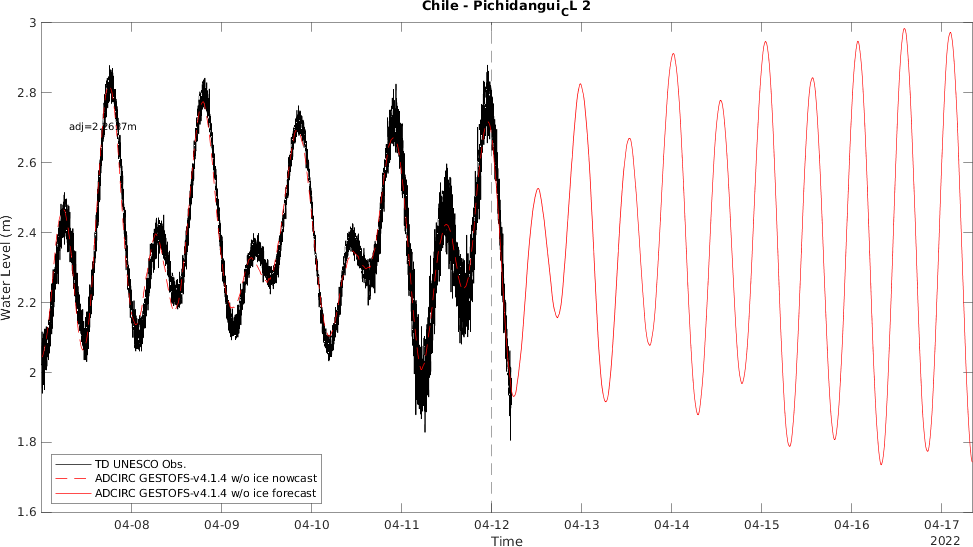 Chile - Pichidangui_CL 2
Water Level (m)
3
2.8
2.6
2.4
2.2
2
1.8
1.6
TD UNESCO Obs.
ADCIRC GESTOFS-v4.1.4 w/o ice nowcast
ADCIRC GESTOFS-v4.1.4 w/o ice forecast
04-08 04-09 04-10 04-11 04-12 04-13 04-14 04-15 04-16 04-17
Time
2022